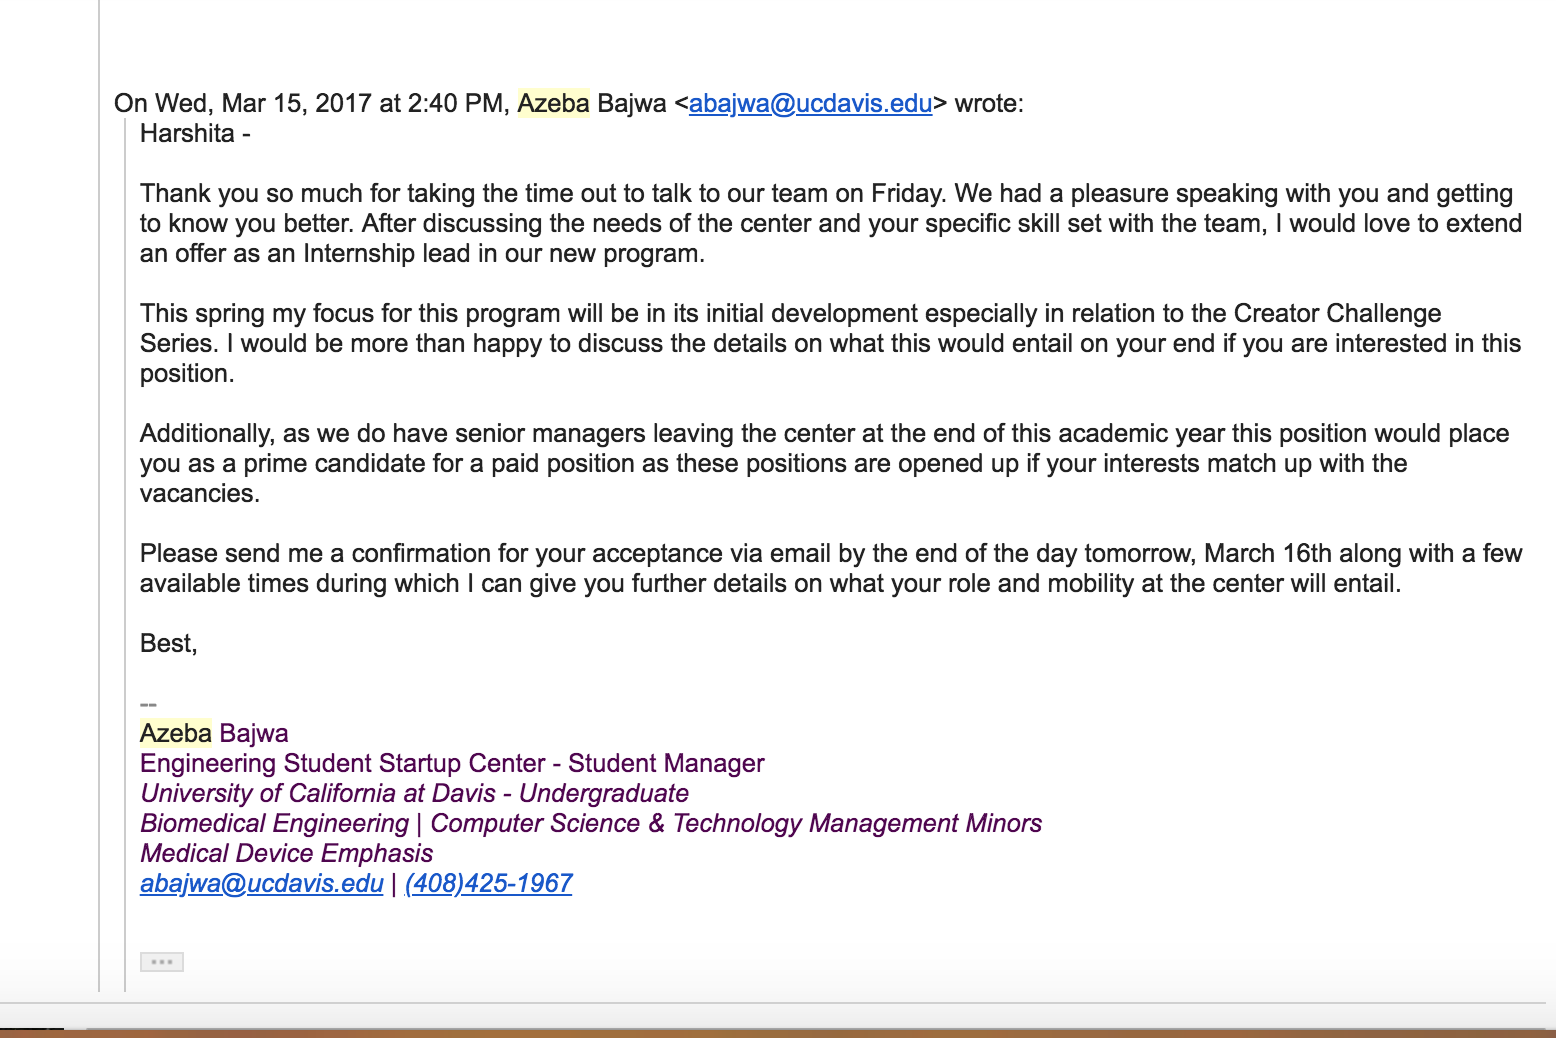 On Wed, Mar 15, 2017 at 2:40 PM, Azeba Bajwa <abajwa@ucdavis.edu> wrote:
Harshita -
Thank you so much for taking the time out to talk to our team on Friday. We had a pleasure speaking with you and getting
to know you better. After discussing the needs of the center and your specific skill set with the team, I would love to extend
an offer as an Internship lead in our new program.
This spring my focus for this program will be in its initial development especially in relation to the Creator Challenge
Series. I would be more than happy to discuss the details on what this would entail on your end if you are interested in this
position.
Additionally, as we do have senior managers leaving the center at the end of this academic year this position would place
you as a prime candidate for a paid position as these positions are opened up if your interests match up with the
vacancies.
Please send me a confirmation for your acceptance via email by the end of the day tomorrow, March 16th along with a few
available times during which I can give you further details on what your role and mobility at the center will entail.
Best,
--
Azeba Bajwa
Engineering Student Startup Center - Student Manager
University of California at Davis - Undergraduate
Biomedical Engineering | Computer Science & Technology Management Minors
Medical Device Emphasis
abajwa@ucdavis.edu | (408)425-1967